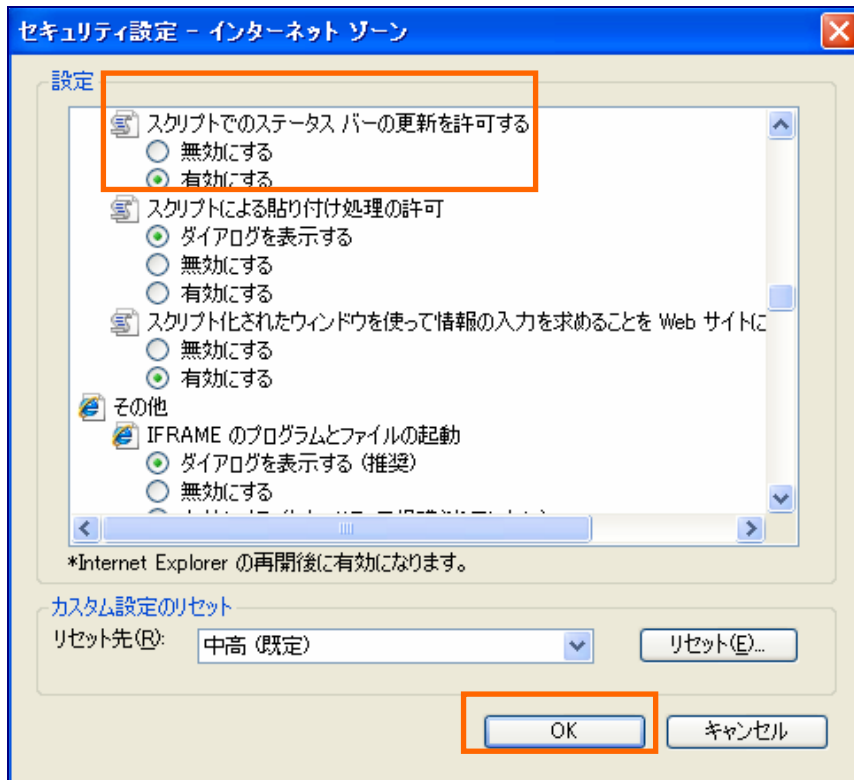 セキュリティ設定 - インターネット ゾーン
設定
スクリプトでのステータス バーの更新を許可する
無効にする
有効にする
スクリプトによる貼り付け処理の許可
ダイアログを表示する
無効にする
有効にする
スクリプト化されたウィンドウを使って情報の入力を求めることを Web サイトに
無効にする
有効にする
その他
IFRAME のプログラムとファイルの起動
ダイアログを表示する (推奨)
無効にする
*Internet Explorer の再開後に有効になります。
カスタム設定のリセット
リセット先(R):
中高 (既定)
リセット(E)...
OK
キャンセル